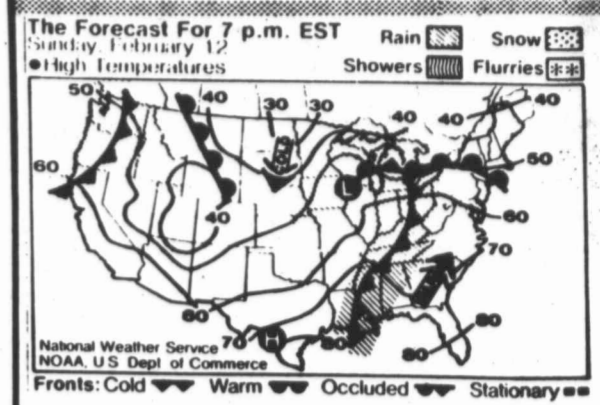 The Forecast For 7 p.m. EST
Sunday, February 12
●High Temperatures
Rain Snow
Showers Flurries
50 40 30 30 40 40 40
60 COLD 50
L
40 60
70
60 70 H 80 80 80
National Weather Service
NOAA, U S Dept of Commerce
Fronts: Cold Warm Occluded Stationary